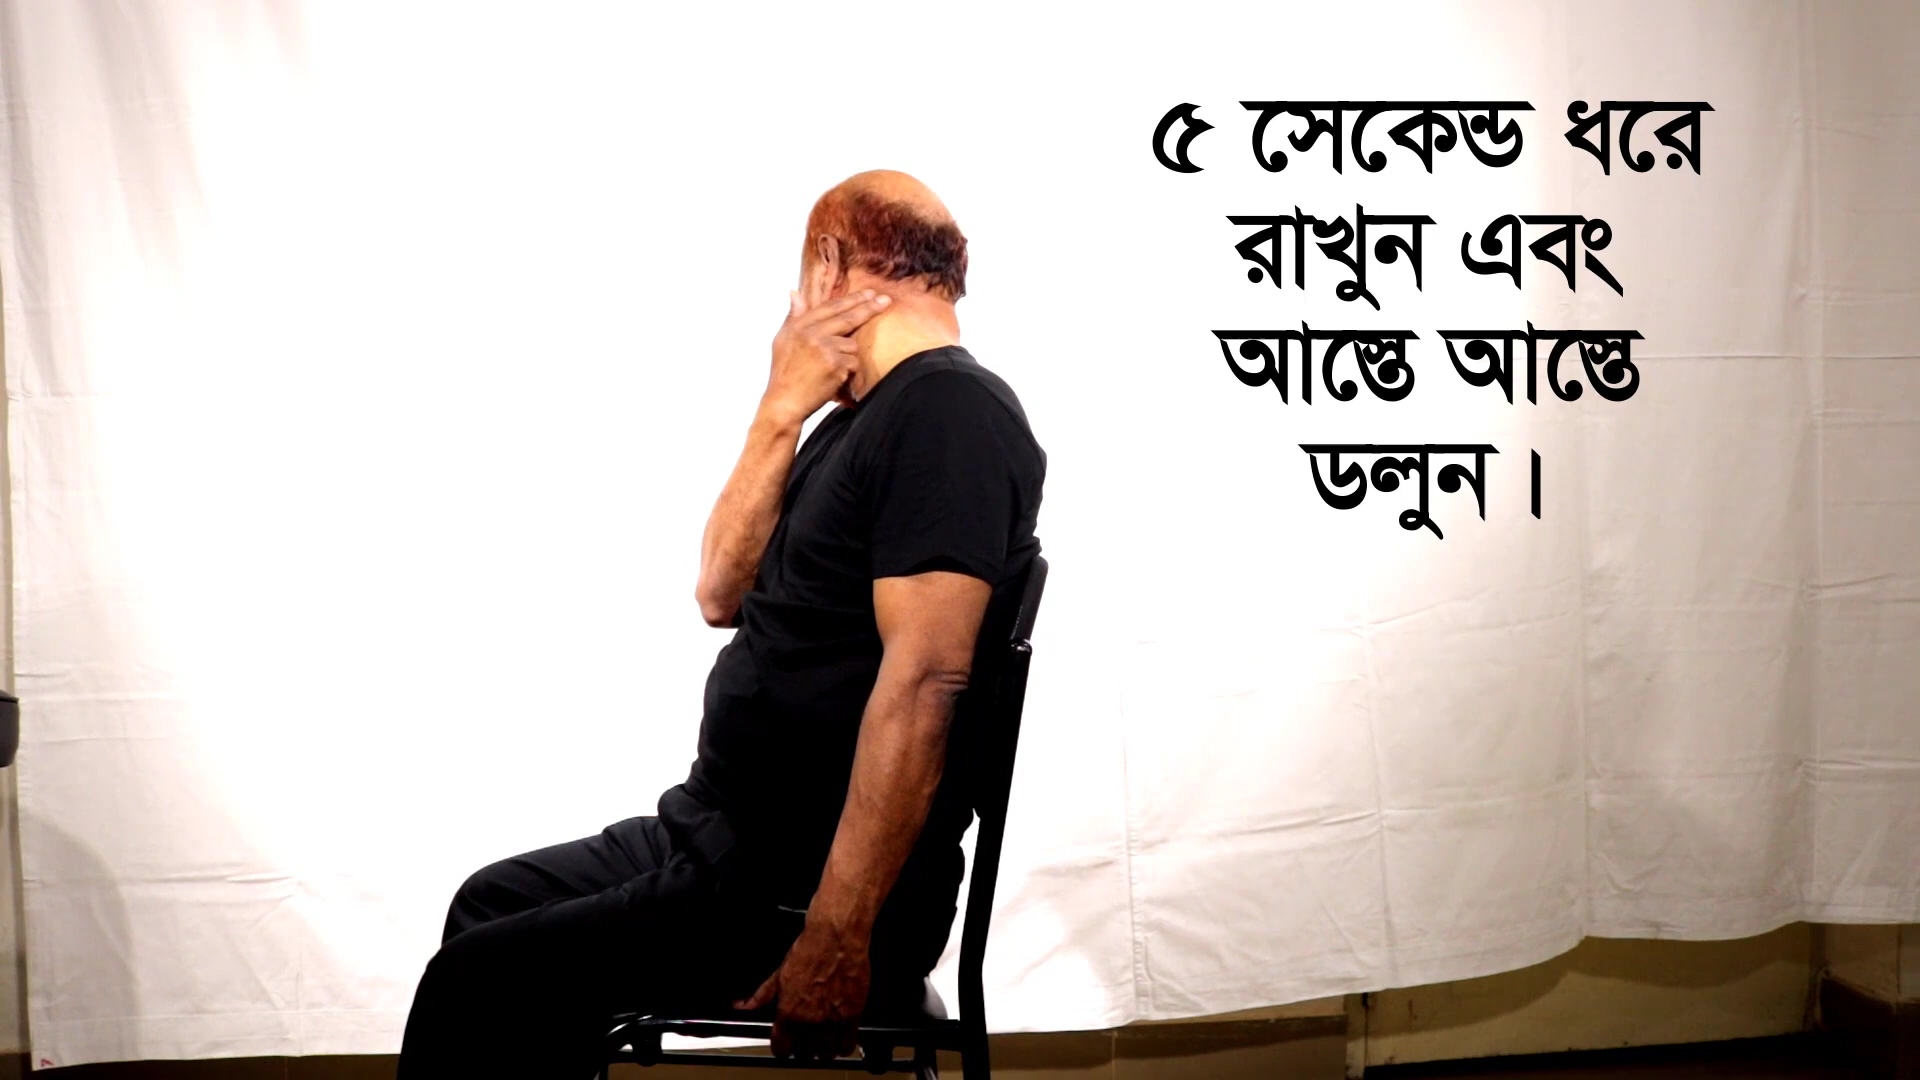 ৫ সেকেন্ড ধরে
রাখুন এবং
আস্তে আস্তে
ডলুন।